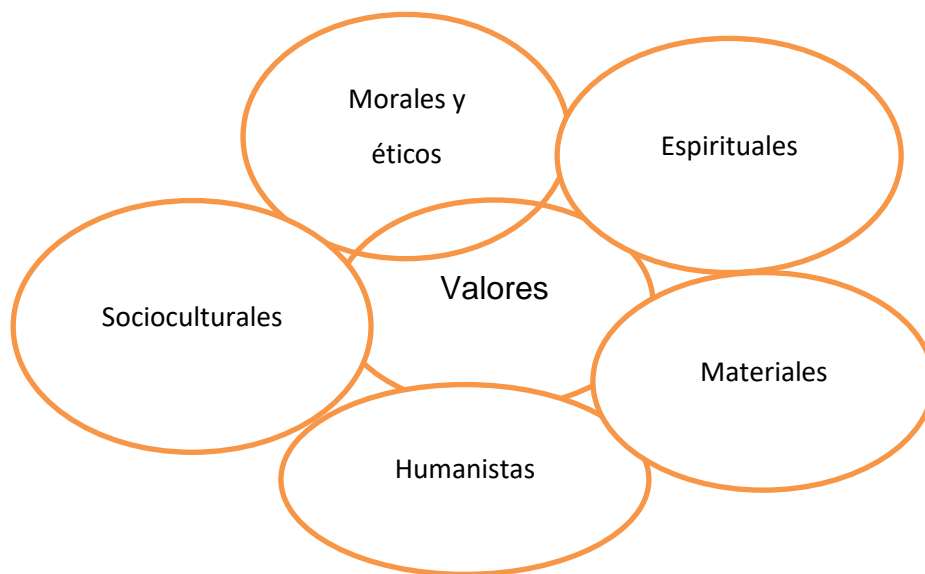 Morales y
éticos
Espirituales
Valores
Socioculturales
Materiales
Humanistas